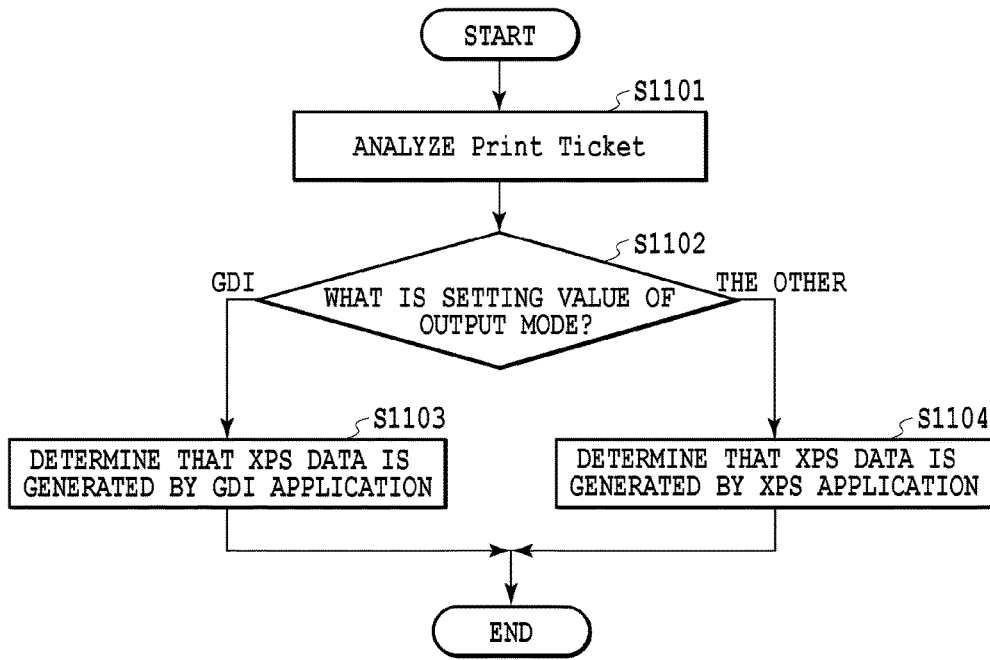 START
S1101
ANALYZE Print Ticket
S1102
GDI
THE OTHER
WHAT IS SETTING VALUE OF
OUTPUT MODE?
S1103
DETERMINE THAT XPS DATA IS
GENERATED BY GDI APPLICATION
S1104
DETERMINE THAT XPS DATA IS
GENERATED BY XPS APPLICATION
END